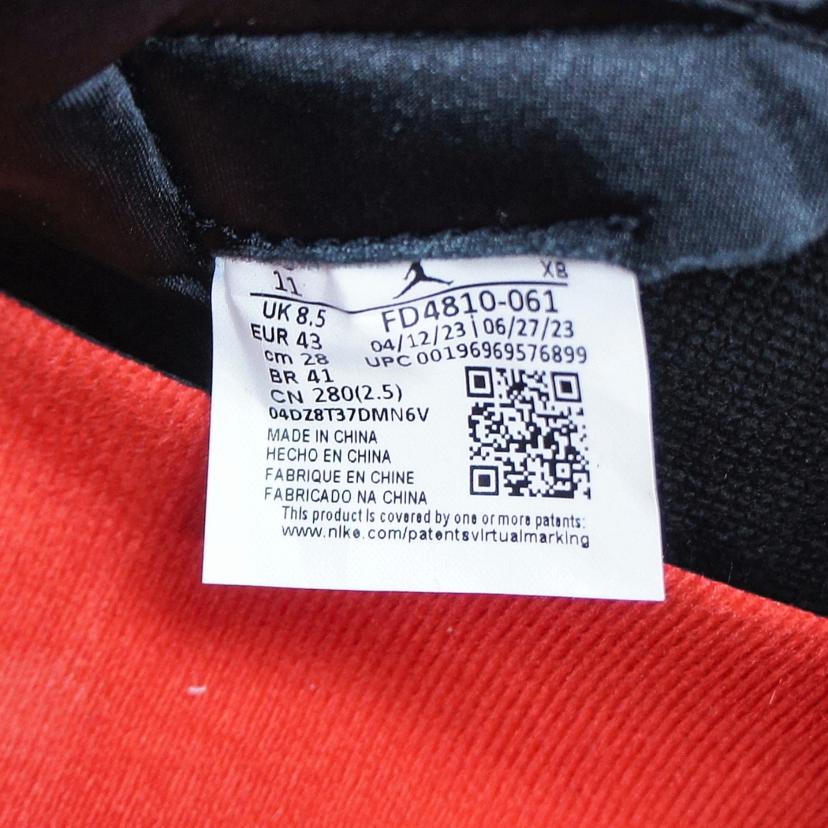 11
XB
UK 8.5
FD4810-061
EUR 43
04/12/23 | 06/27/23
cm 28
UPC 00196969576899
BR 41
CN 280(2.5)
04DZ8T37DMN6V
MADE IN CHINA
HECHO EN CHINA
FABRIQUE EN CHINE
FABRICADO NA CHINA
This product is covered by one or more patents:
www.nike.com/patentsvirtualmarking